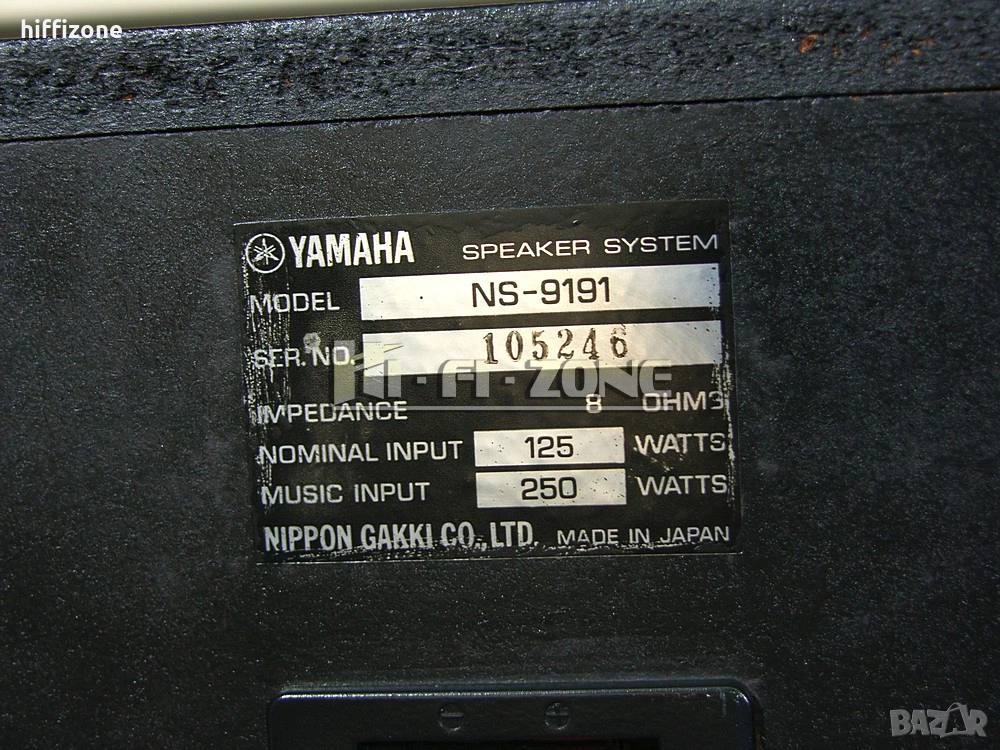 hiffizone
YAMAHA SPEAKER SYSTEM
MODEL NS-9191
SER. NO. 105246
HI-FI-ZONE
IMPEDANCE 8 OHMS
NOMINAL INPUT 125 WATTS
MUSIC INPUT 250 WATTS
NIPPON GAKKI CO., LTD. MADE IN JAPAN
- +
BAZAR